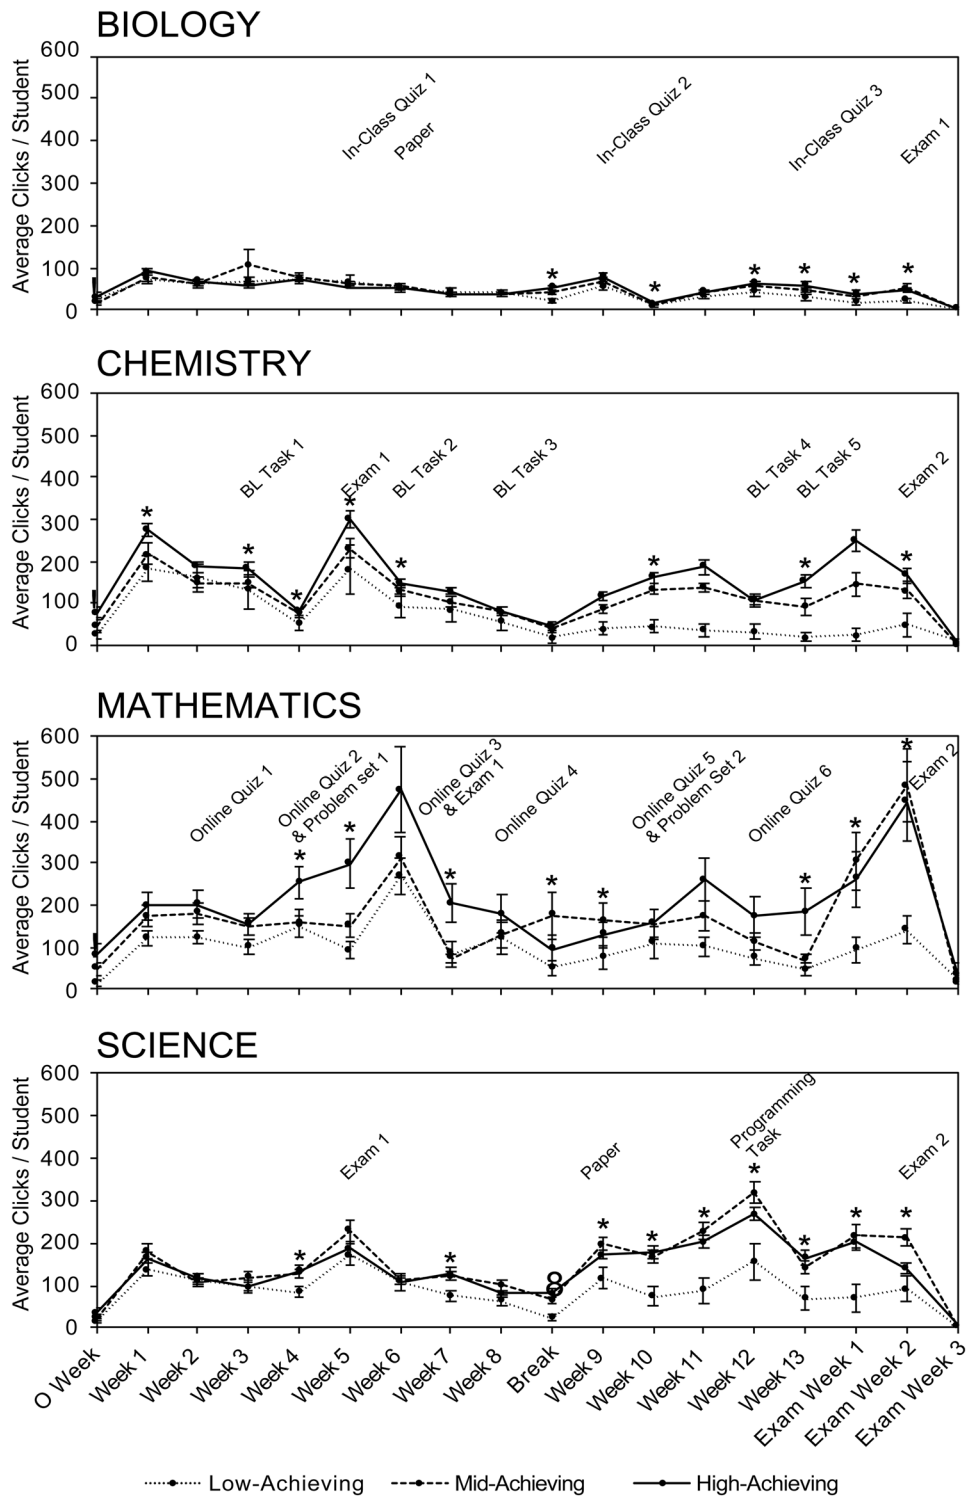 BIOLOGY
Average Clicks / Student
600
500
400
300
200
100
0
In-Class Quiz 1
Paper
In-Class Quiz 2
In-Class Quiz 3
Exam 1
*
*
*
*
*
*
CHEMISTRY
Average Clicks / Student
600
500
400
300
200
100
0
BL Task 1
Exam 1
BL Task 2
BL Task 3
BL Task 4
BL Task 5
Exam 2
*
*
*
*
*
*
*
*
MATHEMATICS
Average Clicks / Student
600
500
400
300
200
100
0
Online Quiz 1
Online Quiz 2
& Problem set 1
Online Quiz 3
& Exam 1
Online Quiz 4
Online Quiz 5
& Problem Set 2
Online Quiz 6
Exam 2
*
*
*
*
*
*
*
*
SCIENCE
Average Clicks / Student
600
500
400
300
200
100
0
Exam 1
Paper
Programming
Task
Exam 2
*
*
8
*
*
*
*
*
*
*
O Week
Week 1
Week 2
Week 3
Week 4
Week 5
Week 6
Week 7
Week 8
Break
Week 9
Week 10
Week 11
Week 12
Week 13
Exam Week 1
Exam Week 2
Exam Week 3
Low-Achieving
Mid-Achieving
High-Achieving